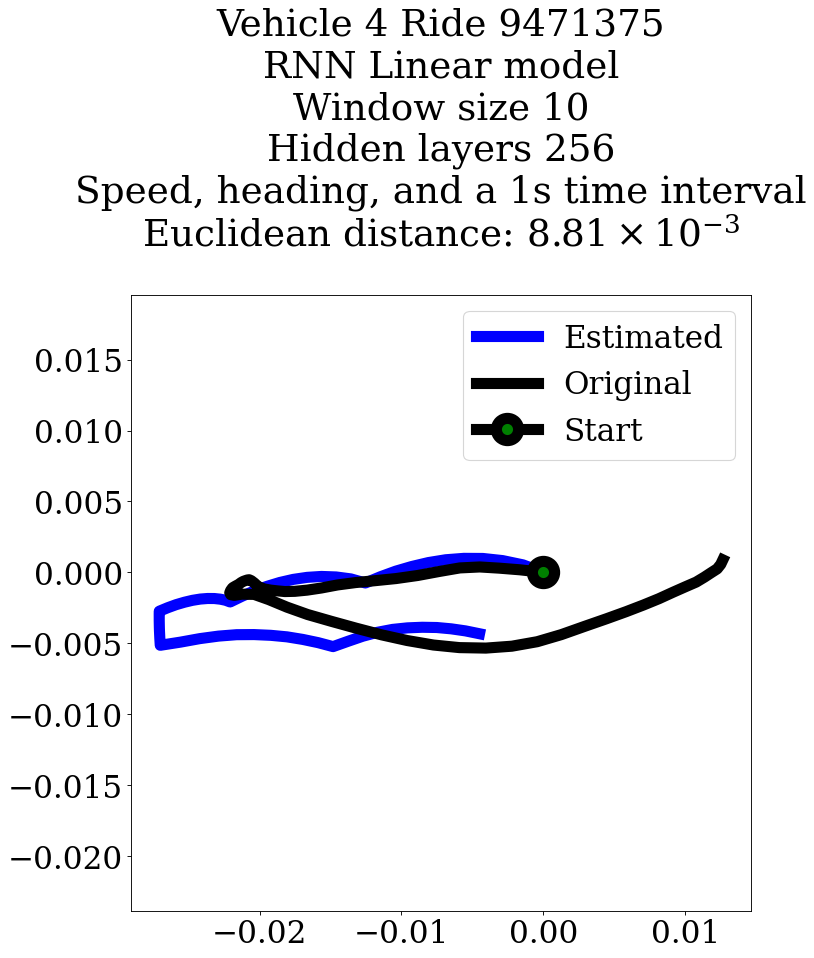 Vehicle 4 Ride 9471375
RNN Linear model
Window size 10
Hidden layers 256
Speed, heading, and a 1s time interval
Euclidean distance: 8.81 × 10⁻³
Estimated
Original
Start
0.015
0.010
0.005
0.000
−0.005
−0.010
−0.015
−0.020
−0.02 −0.01 0.00 0.01